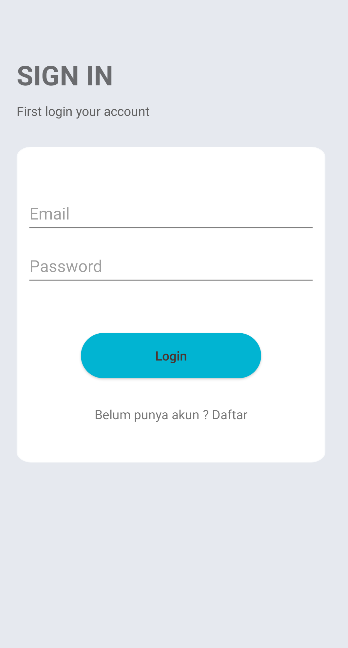 SIGN IN
First login your account
Email
Password
Login
Belum punya akun ? Daftar